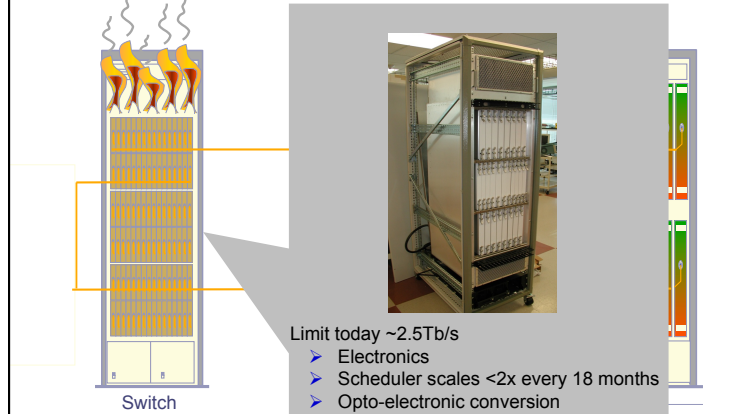 Limit today ~2.5Tb/s
Electronics
Scheduler scales <2x every 18 months
Opto-electronic conversion
Switch